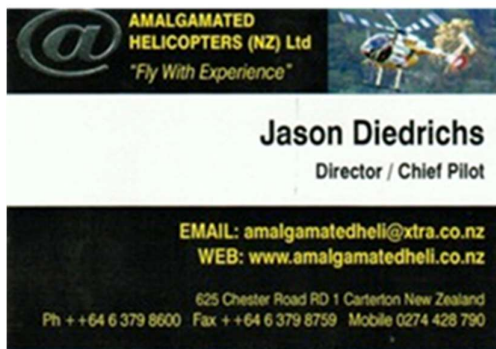 @
AMALGAMATED
HELICOPTERS (NZ) Ltd
"Fly With Experience"
Jason Diedrichs
Director / Chief Pilot
EMAIL: amalgamatedheli@xtra.co.nz
WEB: www.amalgamatedheli.co.nz
625 Chester Road RD 1 Carterton New Zealand
Ph ++64 6 379 8600 Fax ++64 6 379 8759 Mobile 0274 428 790